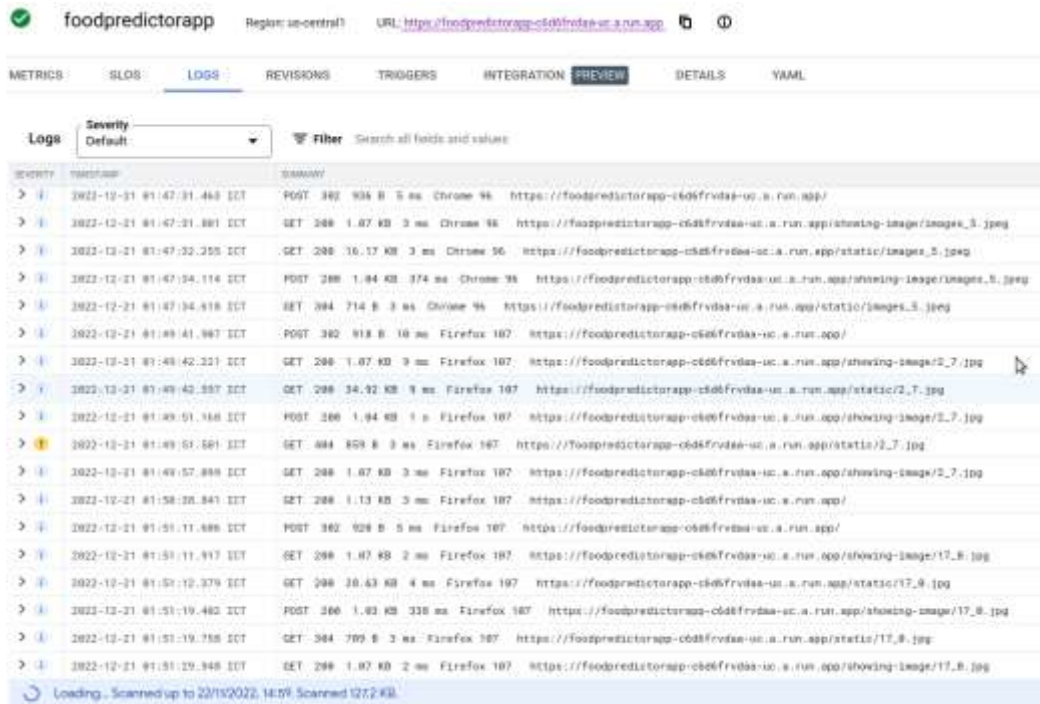 foodpredictorapp Region: us-central1 URL: https://foodpredictorapp-c6d6frvdaa-uc.a.run.app
METRICS SLOS LOGS REVISIONS TRIGGERS INTEGRATION PREVIEW DETAILS YAML
Logs Severity Default Filter Search all fields and values
SEVERITY TIMESTAMP SUMMARY
2022-12-21 01:47:31.463 ICT POST 302 936 B 5 ms Chrome 96 https://foodpredictorapp-c6d6frvdaa-uc.a.run.app/
2022-12-21 01:47:31.801 ICT GET 200 1.07 KB 3 ms Chrome 96 https://foodpredictorapp-c6d6frvdaa-uc.a.run.app/showing-image/images_5.jpeg
2022-12-21 01:47:32.255 ICT GET 200 16.17 KB 3 ms Chrome 96 https://foodpredictorapp-c6d6frvdaa-uc.a.run.app/static/images_5.jpeg
2022-12-21 01:47:34.114 ICT POST 200 1.04 KB 374 ms Chrome 96 https://foodpredictorapp-c6d6frvdaa-uc.a.run.app/showing-image/images_5.jpeg
2022-12-21 01:47:34.618 ICT GET 304 714 B 3 ms Chrome 96 https://foodpredictorapp-c6d6frvdaa-uc.a.run.app/static/images_5.jpeg
2022-12-21 01:49:41.987 ICT POST 302 918 B 10 ms Firefox 107 https://foodpredictorapp-c6d6frvdaa-uc.a.run.app/
2022-12-21 01:49:42.221 ICT GET 200 1.07 KB 9 ms Firefox 107 https://foodpredictorapp-c6d6frvdaa-uc.a.run.app/showing-image/2_7.jpg
2022-12-21 01:49:42.597 ICT GET 200 34.92 KB 9 ms Firefox 107 https://foodpredictorapp-c6d6frvdaa-uc.a.run.app/static/2_7.jpg
2022-12-21 01:49:51.168 ICT POST 200 1.04 KB 1 s Firefox 107 https://foodpredictorapp-c6d6frvdaa-uc.a.run.app/showing-image/2_7.jpg
2022-12-21 01:49:51.581 ICT GET 404 859 B 3 ms Firefox 107 https://foodpredictorapp-c6d6frvdaa-uc.a.run.app/static/2_7.jpg
2022-12-21 ICT GET 200 1.07 KB 3 ms Firefox 107 https://foodpredictorapp-c6d6frvdaa-uc.a.run.app/showing-image/2_7.jpg
2022-12-21 ICT GET 200 1.13 KB 3 ms Firefox 107 https://foodpredictorapp-c6d6frvdaa-uc.a.run.app/
2022-12-21 ICT POST 302 920 B 5 ms Firefox 107 https://foodpredictorapp-c6d6frvdaa-uc.a.run.app/
2022-12-21 01:51:11.917 ICT GET 200 1.07 KB 2 ms Firefox 107 https://foodpredictorapp-c6d6frvdaa-uc.a.run.app/showing-image/17_0.jpg
2022-12-21 01:51:12.379 ICT GET 200 20.63 KB 4 ms Firefox 107 https://foodpredictorapp-c6d6frvdaa-uc.a.run.app/static/17_0.jpg
2022-12-21 01:51:19.402 ICT POST 200 1.03 KB 330 ms Firefox 107 https://foodpredictorapp-c6d6frvdaa-uc.a.run.app/showing-image/17_0.jpg
2022-12-21 01:51:19.758 ICT GET 304 709 B 3 ms Firefox 107 https://foodpredictorapp-c6d6frvdaa-uc.a.run.app/static/17_0.jpg
2022-12-21 01:51:29.948 ICT GET 200 1.07 KB 2 ms Firefox 107 https://foodpredictorapp-c6d6frvdaa-uc.a.run.app/showing-image/17_0.jpg
Loading... Scanned up to 22/11/2022, 14:59. Scanned 127.2 KB.